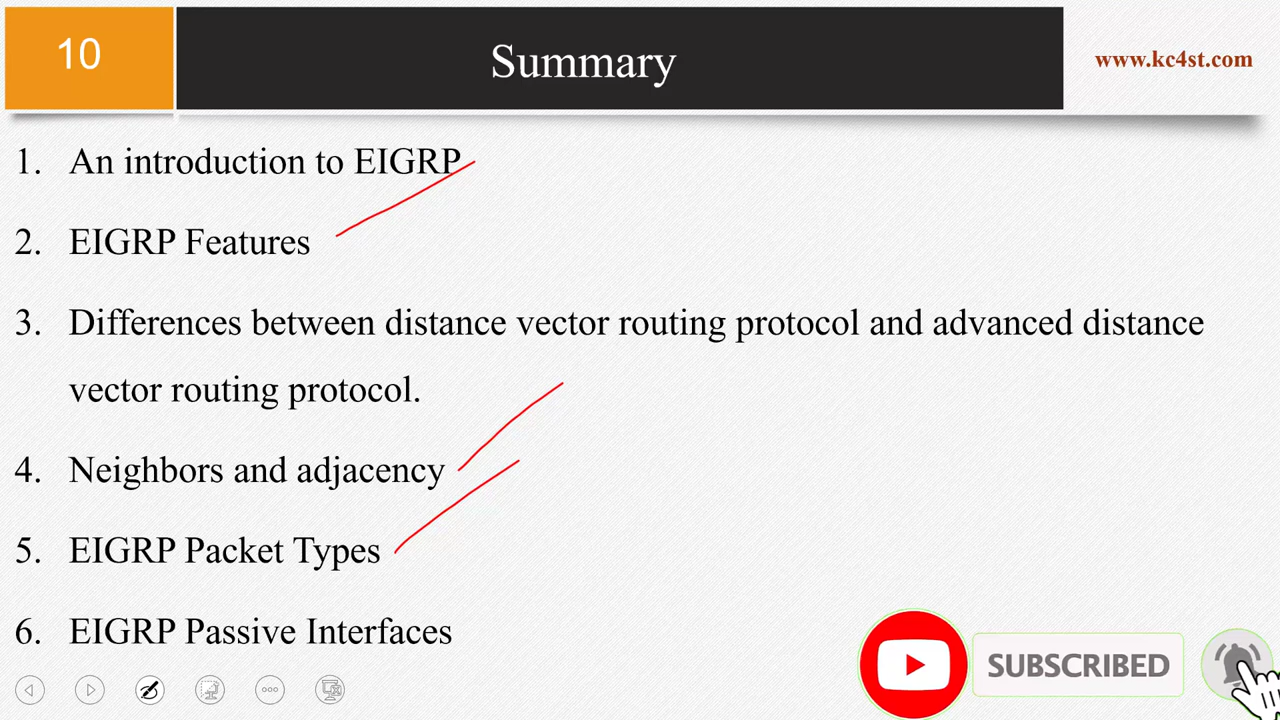 10
Summary
www.kc4st.com
1. An introduction to EIGRP
2. EIGRP Features
3. Differences between distance vector routing protocol and advanced distance
vector routing protocol.
4. Neighbors and adjacency
5. EIGRP Packet Types
6. EIGRP Passive Interfaces
SUBSCRIBED